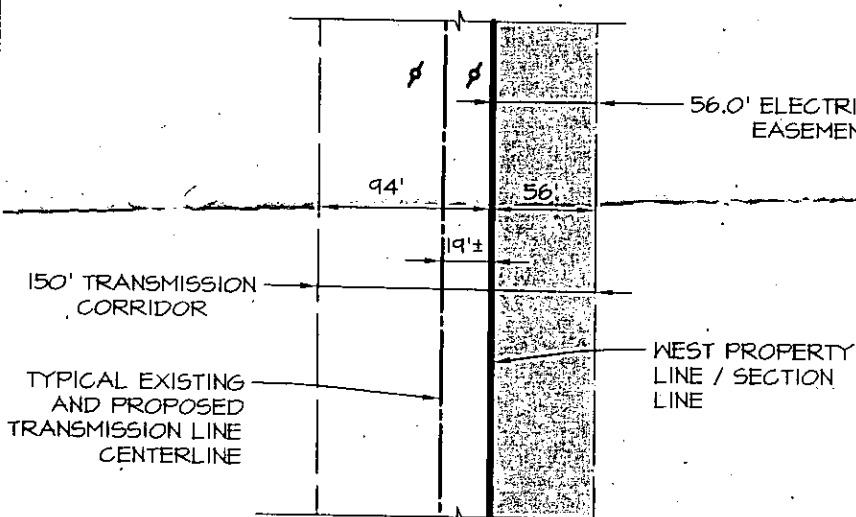 56.0' ELECTRI
EASEMEN
94'
56'
19'±
150' TRANSMISSION
CORRIDOR
WEST PROPERTY
LINE / SECTION
LINE
TYPICAL EXISTING
AND PROPOSED
TRANSMISSION LINE
CENTERLINE